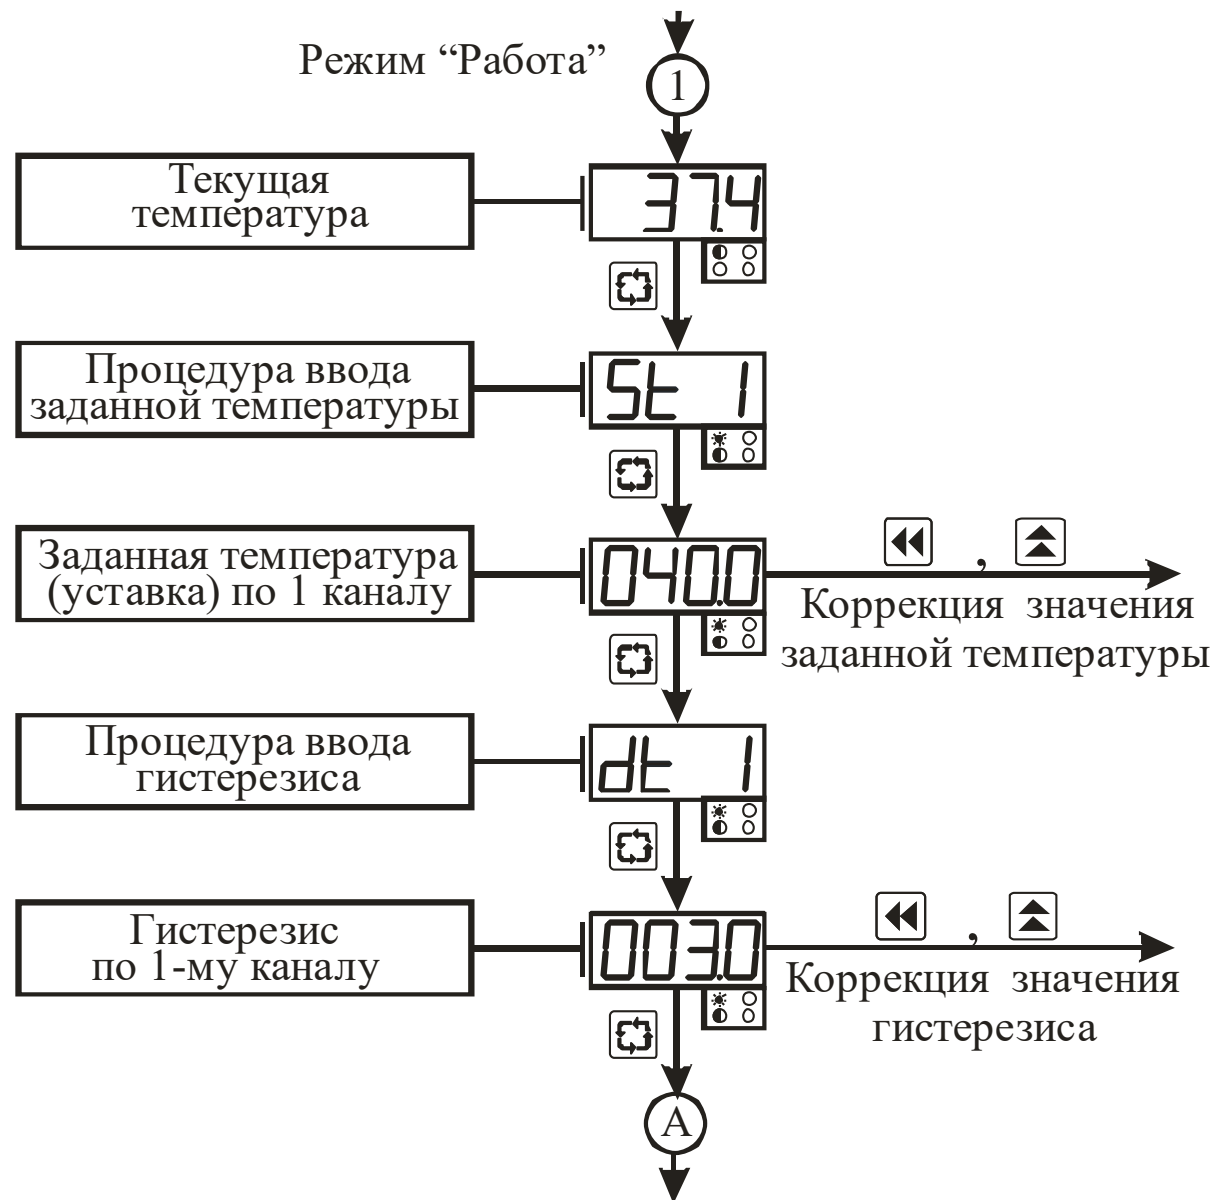 Режим “Работа”
1
Текущая
температура
37.4
Процедура ввода
заданной температуры
St 1
Заданная температура
(уставка) по 1 каналу
040.0
,
Коррекция значения
заданной температуры
Процедура ввода
гистерезиса
dt 1
Гистерезис
по 1-му каналу
003.0
,
Коррекция значения
гистерезиса
А